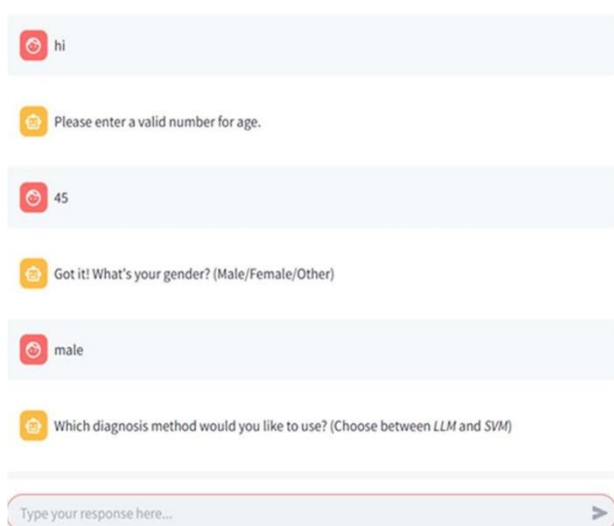 hi
Please enter a valid number for age.
45
Got it! What's your gender? (Male/Female/Other)
male
Which diagnosis method would you like to use? (Choose between LLM and SVM)
Type your response here...